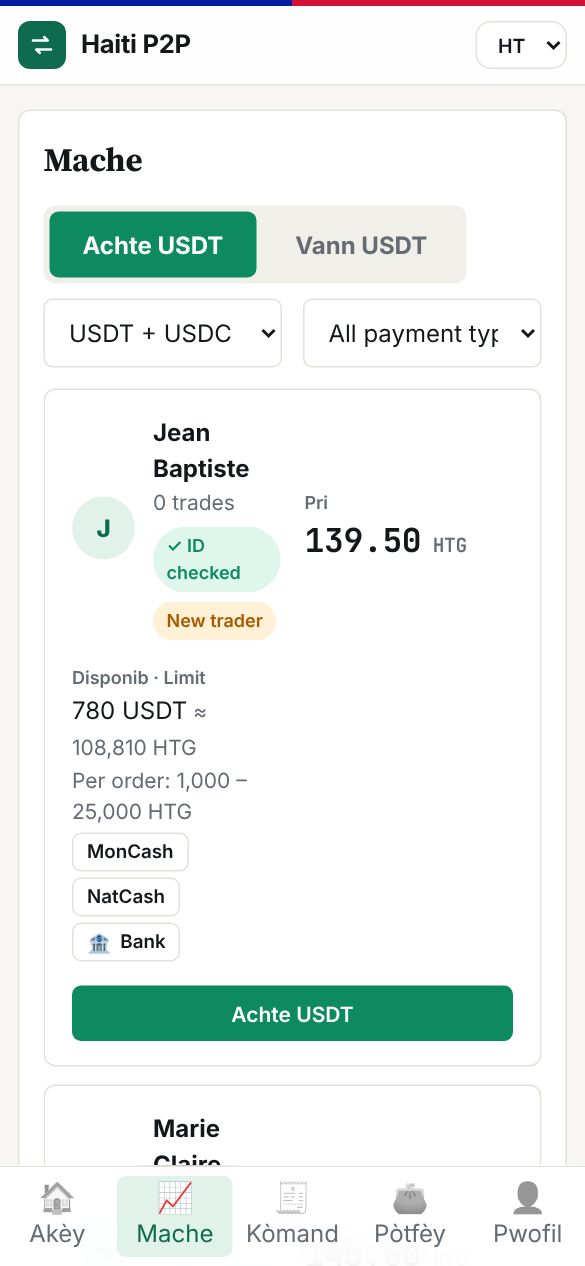 Haiti P2P
HT
Mache
Achte USDT
Vann USDT
USDT + USDC
All payment typ
Jean
Baptiste
0 trades
✓ ID
checked
New trader
J
Pri
139.50 HTG
Disponib · Limit
780 USDT ≈
108,810 HTG
Per order: 1,000 –
25,000 HTG
MonCash
NatCash
Bank
Achte USDT
Marie
Claire
Akèy
Mache
Kòmand
Pòtfèy
Pwofil